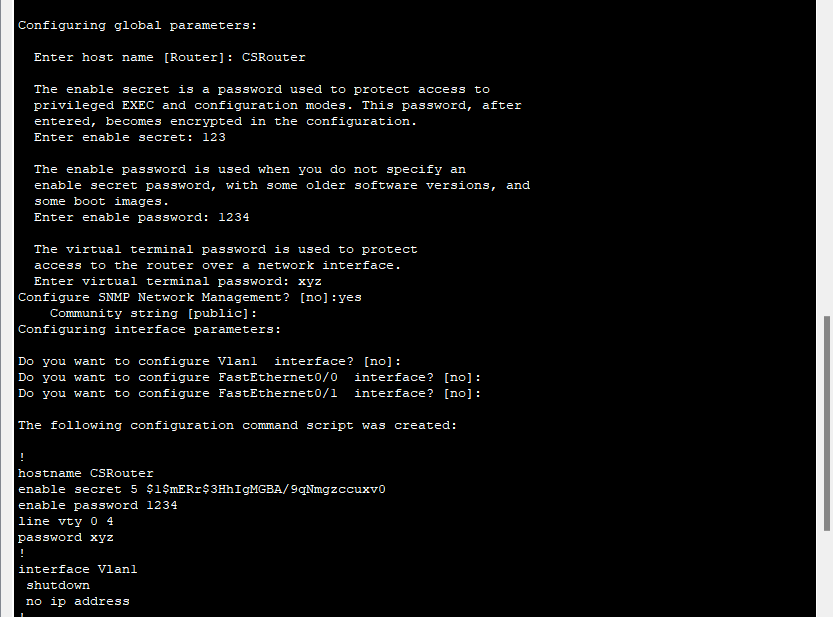 Configuring global parameters:
Enter host name [Router]: CSRouter
The enable secret is a password used to protect access to
privileged EXEC and configuration modes. This password, after
entered, becomes encrypted in the configuration.
Enter enable secret: 123
The enable password is used when you do not specify an
enable secret password, with some older software versions, and
some boot images.
Enter enable password: 1234
The virtual terminal password is used to protect
access to the router over a network interface.
Enter virtual terminal password: xyz
Configure SNMP Network Management? [no]:yes
Community string [public]:
Configuring interface parameters:
Do you want to configure Vlan1  interface? [no]:
Do you want to configure FastEthernet0/0  interface? [no]:
Do you want to configure FastEthernet0/1  interface? [no]:
The following configuration command script was created:
!
hostname CSRouter
enable secret 5 $1$mERr$3HhIgMGBA/9qNmgzccuxv0
enable password 1234
line vty 0 4
password xyz
!
interface Vlan1
shutdown
no ip address
!